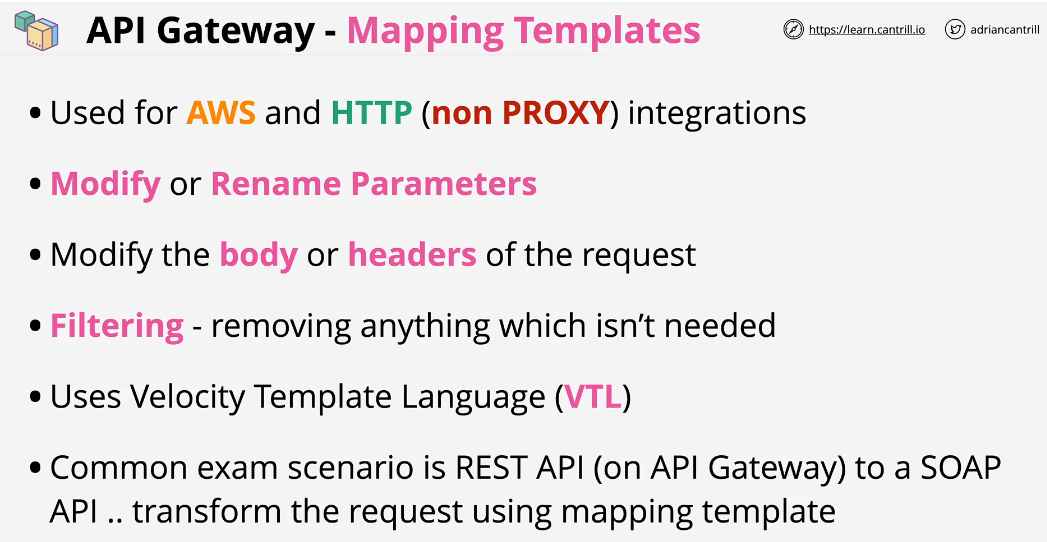 API Gateway - Mapping Templates
https://learn.cantrill.io
adriancantrill
• Used for AWS and HTTP (non PROXY) integrations
• Modify or Rename Parameters
• Modify the body or headers of the request
• Filtering - removing anything which isn't needed
• Uses Velocity Template Language (VTL)
• Common exam scenario is REST API (on API Gateway) to a SOAP
API .. transform the request using mapping template